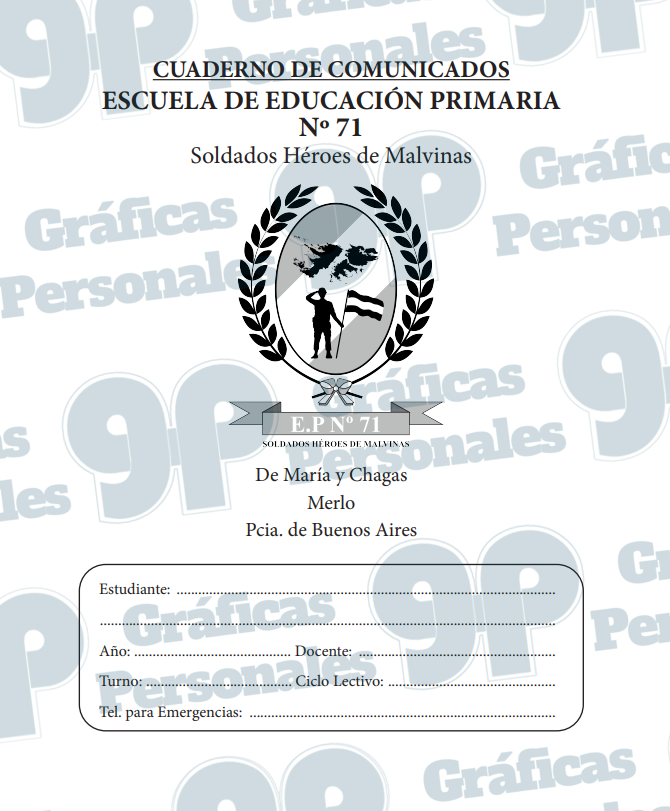 CUADERNO DE COMUNICADOS
ESCUELA DE EDUCACIÓN PRIMARIA
Nº 71
Soldados Héroes de Malvinas
E.P Nº 71
SOLDADOS HÉROES DE MALVINAS
De María y Chagas
Merlo
Pcia. de Buenos Aires
Estudiante: ..............................................................................................
..................................................................................................................
Año: ....................................... Docente: .................................................
Turno: .................................... Ciclo Lectivo: ..........................................
Tel. para Emergencias: .............................................................................
gp Gráficas
Personales